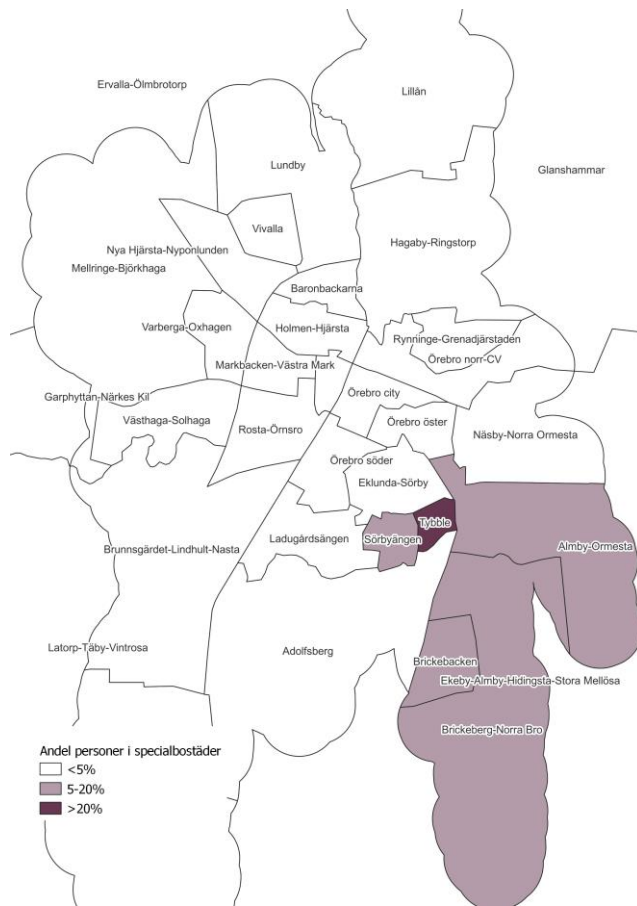 Ervalla-Ölmbrotorp
Lillån
Lundby
Glanshammar
Vivalla
Hagaby-Ringstorp
Nya Hjärsta-Nyponlunden
Mellringe-Björkhaga
Baronbackarna
Varberga-Oxhagen
Holmen-Hjärsta
Rynninge-Grenadjärstaden
Örebro norr-CV
Markbacken-Västra Mark
Garphyttan-Närkes Kil
Örebro city
Västhaga-Solhaga
Rosta-Örnsro
Örebro öster
Näsby-Norra Ormesta
Örebro söder
Eklunda-Sörby
Tybble
Ladugårdsängen
Sörbyängen
Almby-Ormesta
Brunnsgärdet-Lindhult-Nasta
Latorp-Täby-Vintrosa
Adolfsberg
Brickebacken
Ekeby-Almby-Hidingsta-Stora Mellösa
Brickeberg-Norra Bro
Andel personer i specialbostäder
<5%
5-20%
>20%